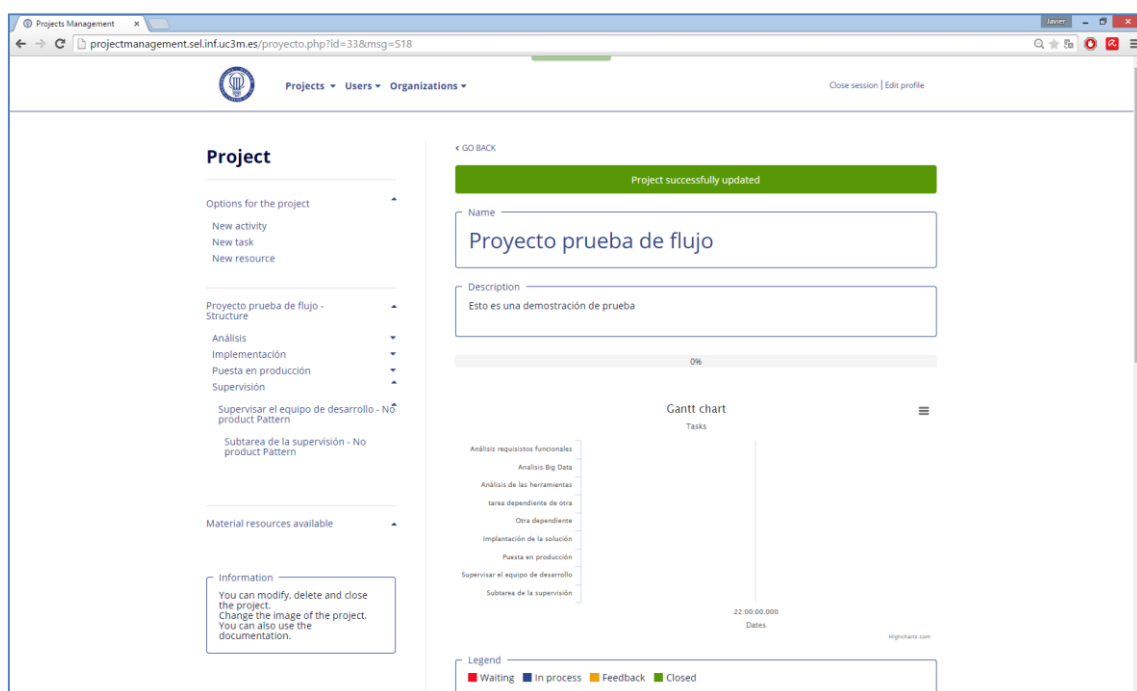 Projects Management
Javier
projectmanagement.sel.inf.uc3m.es/proyecto.php?id=33&msg=S18
Projects Users Organizations
Close session | Edit profile
Project
Options for the project
New activity
New task
New resource
Proyecto prueba de flujo -
Structure
Análisis
Implementación
Puesta en producción
Supervisión
Supervisar el equipo de desarrollo - No
product Pattern
Subtarea de la supervisión - No
product Pattern
Material resources available
Information
You can modify, delete and close
the project.
Change the image of the project.
You can also use the
documentation.
< GO BACK
Project successfully updated
Name
Proyecto prueba de flujo
Description
Esto es una demostración de prueba
0%
Gantt chart
Tasks
Análisis requisistos funcionales
Analisis Big Data
Análisis de las herramientas
tarea dependiente de otra
Otra dependiente
Implantación de la solución
Puesta en producción
Supervisar el equipo de desarrollo
Subtarea de la supervisión
22:00:00.000
Dates
Highcharts.com
Legend
Waiting In process Feedback Closed